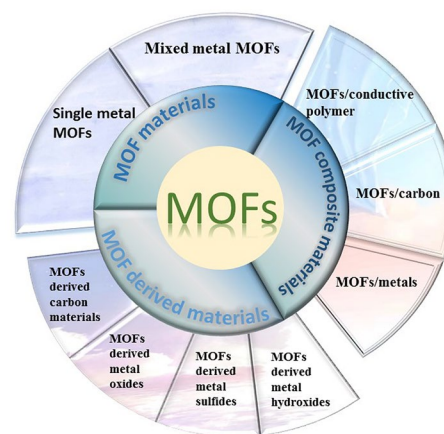 Mixed metal MOFs
Single metal
MOFs
MOFs/conductive
polymer
MOFs/carbon
MOFs/metals
MOF materials
MOF composite materials
MOF derived materials
MOFs
MOFs
derived
carbon
materials
MOFs
derived
metal
oxides
MOFs
derived
metal
sulfides
MOFs
derived
metal
hydroxides